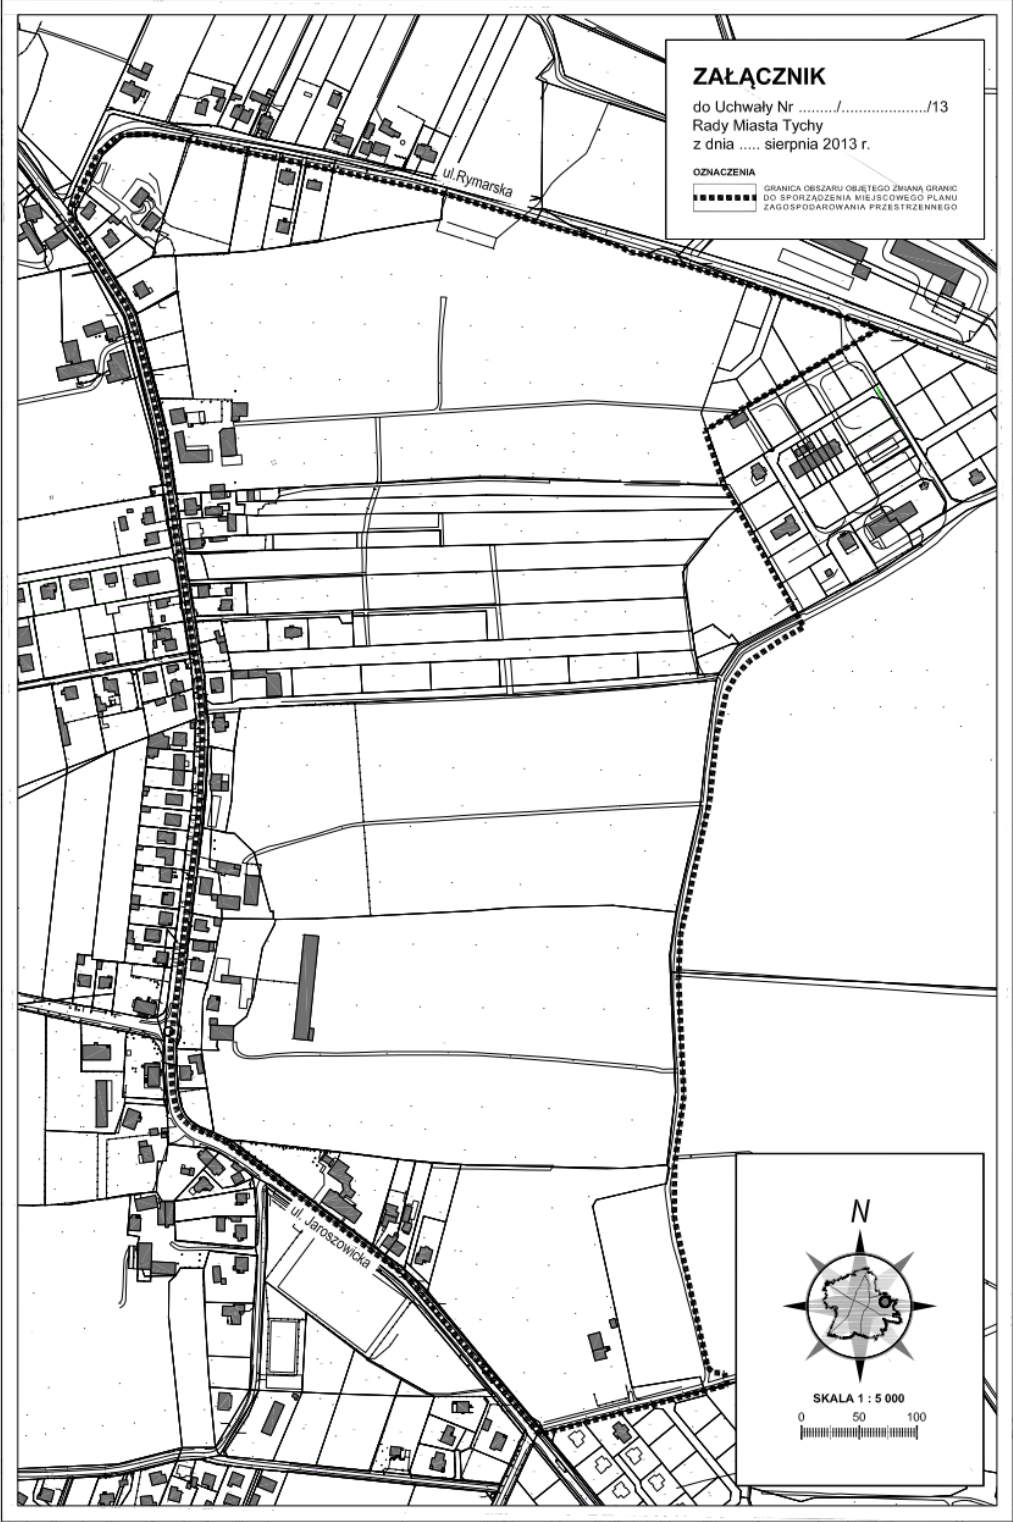 ZAŁĄCZNIK
do Uchwały Nr ........./...................../13
Rady Miasta Tychy
z dnia ..... sierpnia 2013 r.
OZNACZENIA
GRANICA OBSZARU OBJĘTEGO ZMIANĄ GRANIC
DO SPORZĄDZENIA MIEJSCOWEGO PLANU
ZAGOSPODAROWANIA PRZESTRZENNEGO
ul.Rymarska
ul. Jaroszowicka
N
SKALA 1 : 5 000
0 50 100